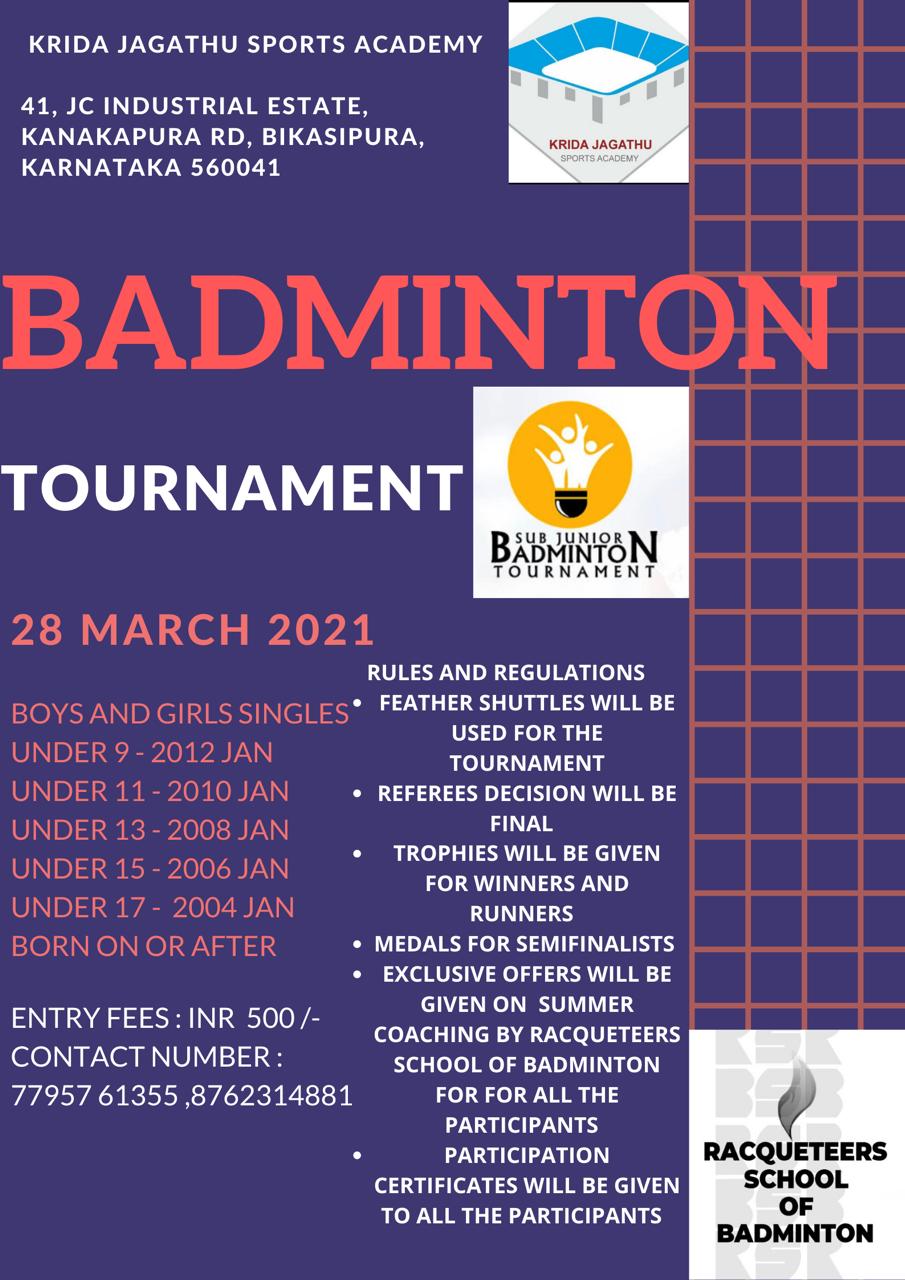 KRIDA JAGATHU SPORTS ACADEMY
41, JC INDUSTRIAL ESTATE,
KANAKAPURA RD, BIKASIPURA,
KARNATAKA 560041
KRIDA JAGATHU
SPORTS ACADEMY
BADMINTON
TOURNAMENT
SUB JUNIOR
BADMINTON
TOURNAMENT
28 MARCH 2021
BOYS AND GIRLS SINGLES
UNDER 9 - 2012 JAN
UNDER 11 - 2010 JAN
UNDER 13 - 2008 JAN
UNDER 15 - 2006 JAN
UNDER 17 -  2004 JAN
BORN ON OR AFTER
ENTRY FEES : INR  500 /-
CONTACT NUMBER :
77957 61355 ,8762314881
RULES AND REGULATIONS
• FEATHER SHUTTLES WILL BE
USED FOR THE
TOURNAMENT
• REFEREES DECISION WILL BE
FINAL
• TROPHIES WILL BE GIVEN
FOR WINNERS AND
RUNNERS
• MEDALS FOR SEMIFINALISTS
• EXCLUSIVE OFFERS WILL BE
GIVEN ON  SUMMER
COACHING BY RACQUETEERS
SCHOOL OF BADMINTON
FOR FOR ALL THE
PARTICIPANTS
• PARTICIPATION
CERTIFICATES WILL BE GIVEN
TO ALL THE PARTICIPANTS
RACQUETEERS
SCHOOL
OF
BADMINTON